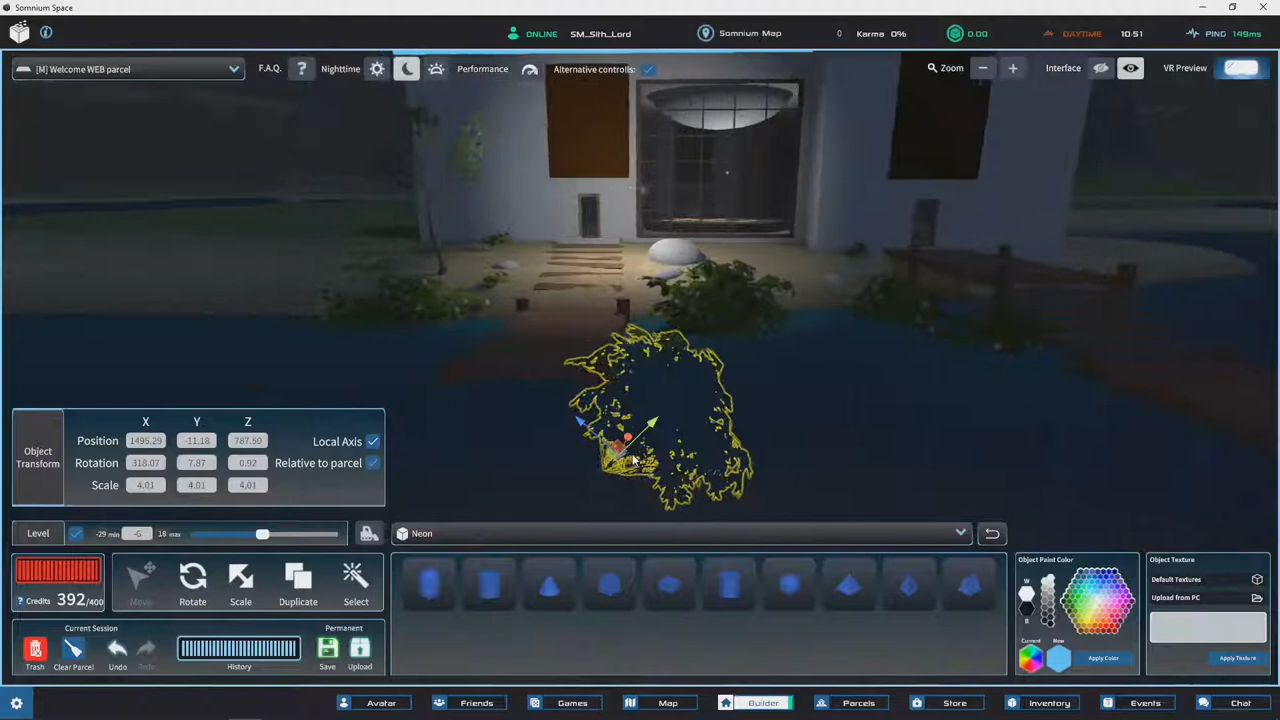 Somnium Space
ONLINE SM_Sith_Lord Somnium Map 0 Karma 0% 0.00 DAYTIME 10:51 PING 149ms
[M] Welcome WEB parcel F.A.Q. ? Nighttime Performance Alternative controlls: Zoom Interface VR Preview
X Y Z
Object Transform
Position 1495.29 -11.18 787.50 Local Axis
Rotation 318.07 7.87 0.92 Relative to parcel
Scale 4.01 4.01 4.01
Level -29 min -6 18 max Neon
? Credits 392/400
Move Rotate Scale Duplicate Select
Current Session Permanent
Trash Clear Parcel Undo Redo History Save Upload
Object Paint Color
W
B
Current New Apply Color
Object Texture
Default Textures
Upload from PC
Apply Texture
Avatar Friends Games Map Builder Parcels Store Inventory Events Chat